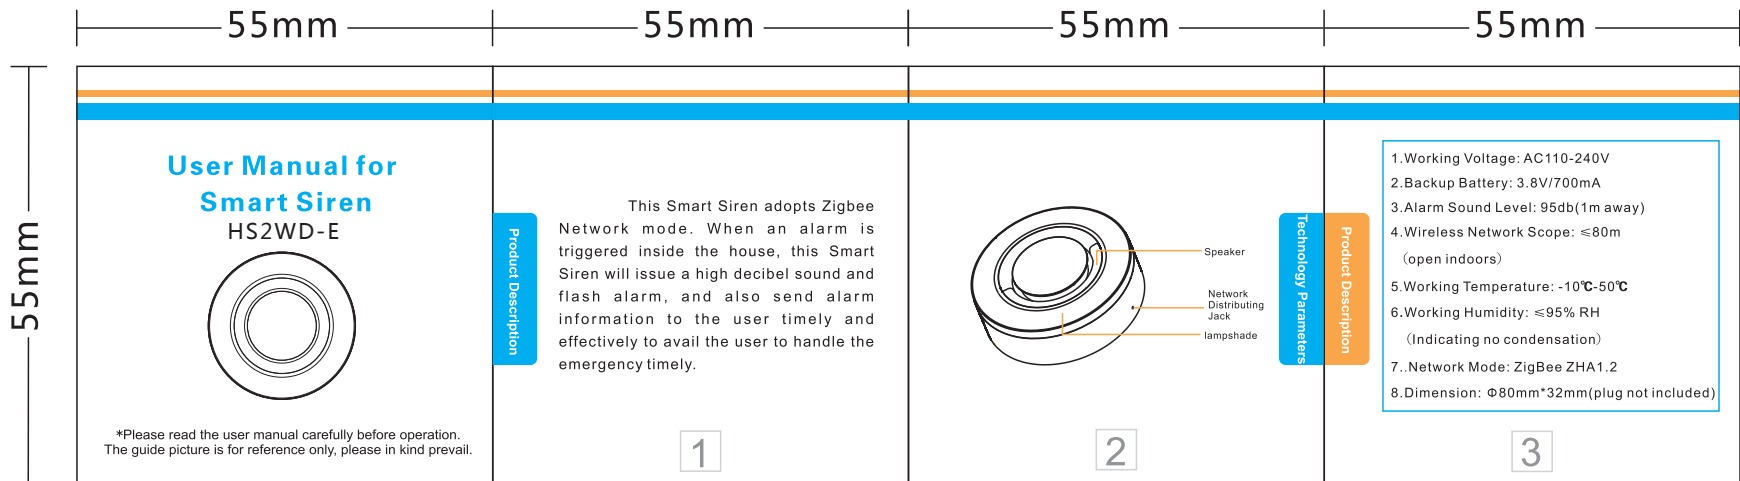 55mm 55mm 55mm 55mm
55mm
User Manual for
Smart Siren
HS2WD-E
*Please read the user manual carefully before operation.
The guide picture is for reference only, please in kind prevail.
Product Description
This Smart Siren adopts Zigbee
Network mode. When an alarm is
triggered inside the house, this Smart
Siren will issue a high decibel sound and
flash alarm, and also send alarm
information to the user timely and
effectively to avail the user to handle the
emergency timely.
1
Speaker
Network
Distributing
Jack
lampshade
Technology Parameters
2
Product Description
1.Working Voltage: AC110-240V
2.Backup Battery: 3.8V/700mA
3.Alarm Sound Level: 95db(1m away)
4.Wireless Network Scope: ≤80m
（open indoors）
5.Working Temperature: -10℃-50℃
6.Working Humidity: ≤95% RH
（Indicating no condensation）
7..Network Mode: ZigBee ZHA1.2
8.Dimension: Φ80mm*32mm(plug not included)
3